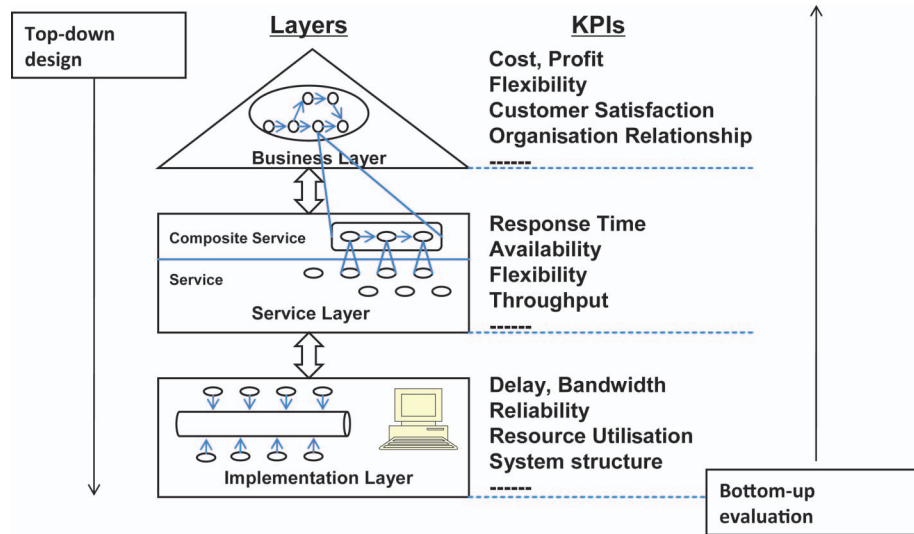 Top-down
design
Layers
KPIs
Business Layer
Cost, Profit
Flexibility
Customer Satisfaction
Organisation Relationship
------
Composite Service
Service
Service Layer
Response Time
Availability
Flexibility
Throughput
------
Implementation Layer
Delay, Bandwidth
Reliability
Resource Utilisation
System structure
------
Bottom-up
evaluation